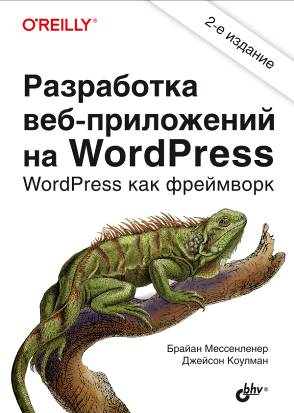 O'REILLY®
2-е издание
Разработка
веб-приложений
на WordPress
WordPress как фреймворк
Брайан Мессенленер
Джейсон Коулман
bhv®